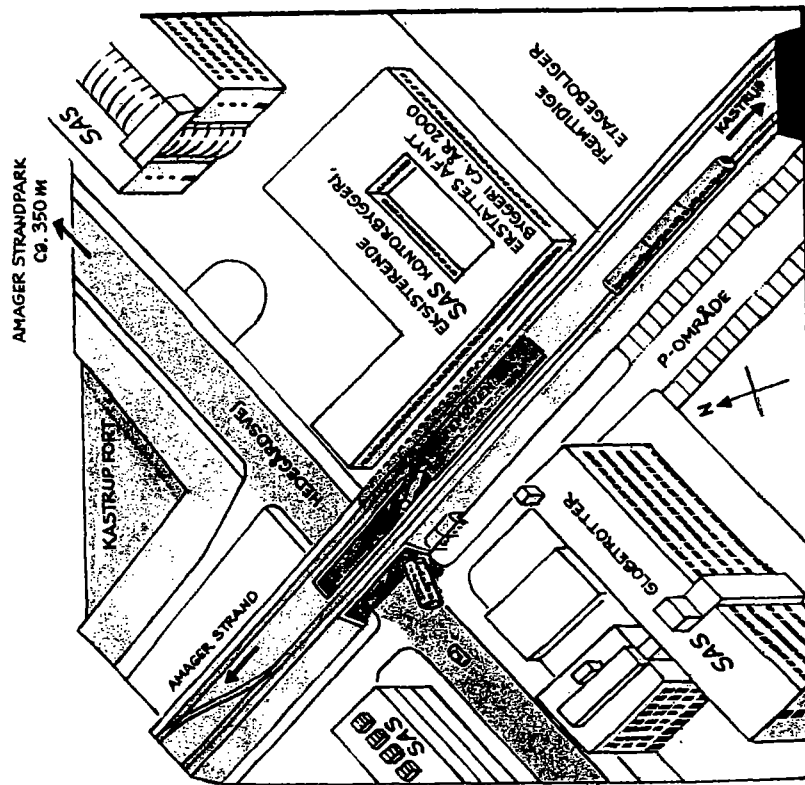 AMAGER STRANDPARK
ca. 350 m
SAS
KASTRUP FORT
HEDEGÅRDSVEJ
EKSISTERENDE
SAS KONTORBYGGERI,
ERSTATTES AF NYT
BYGGERI CA. ÅR 2000
FREMTIDIGE
ETAGEBOLIGER
KASTRUP
P-OMRÅDE
N
AMAGER STRAND
SAS
GLOBETROTTER
SAS